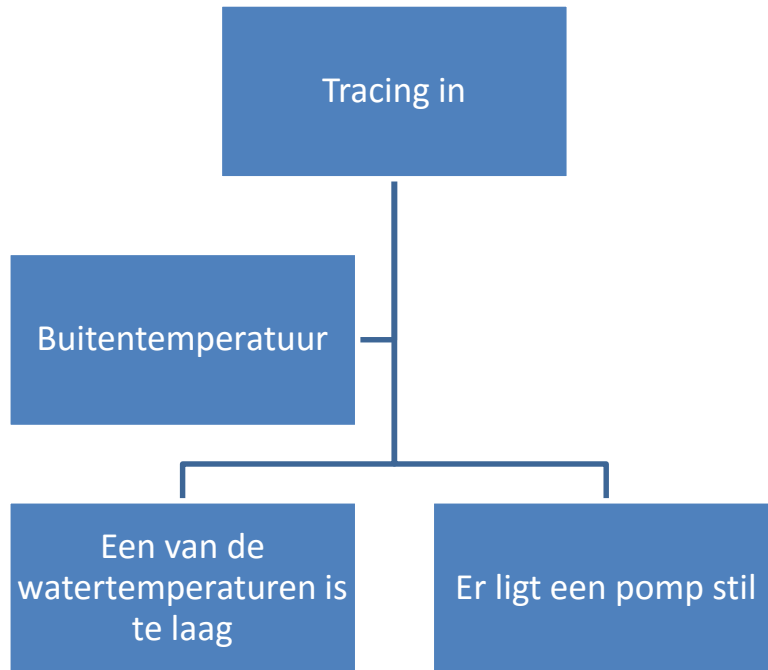 Tracing in
Buitentemperatuur
Een van de
watertemperaturen is
te laag
Er ligt een pomp stil